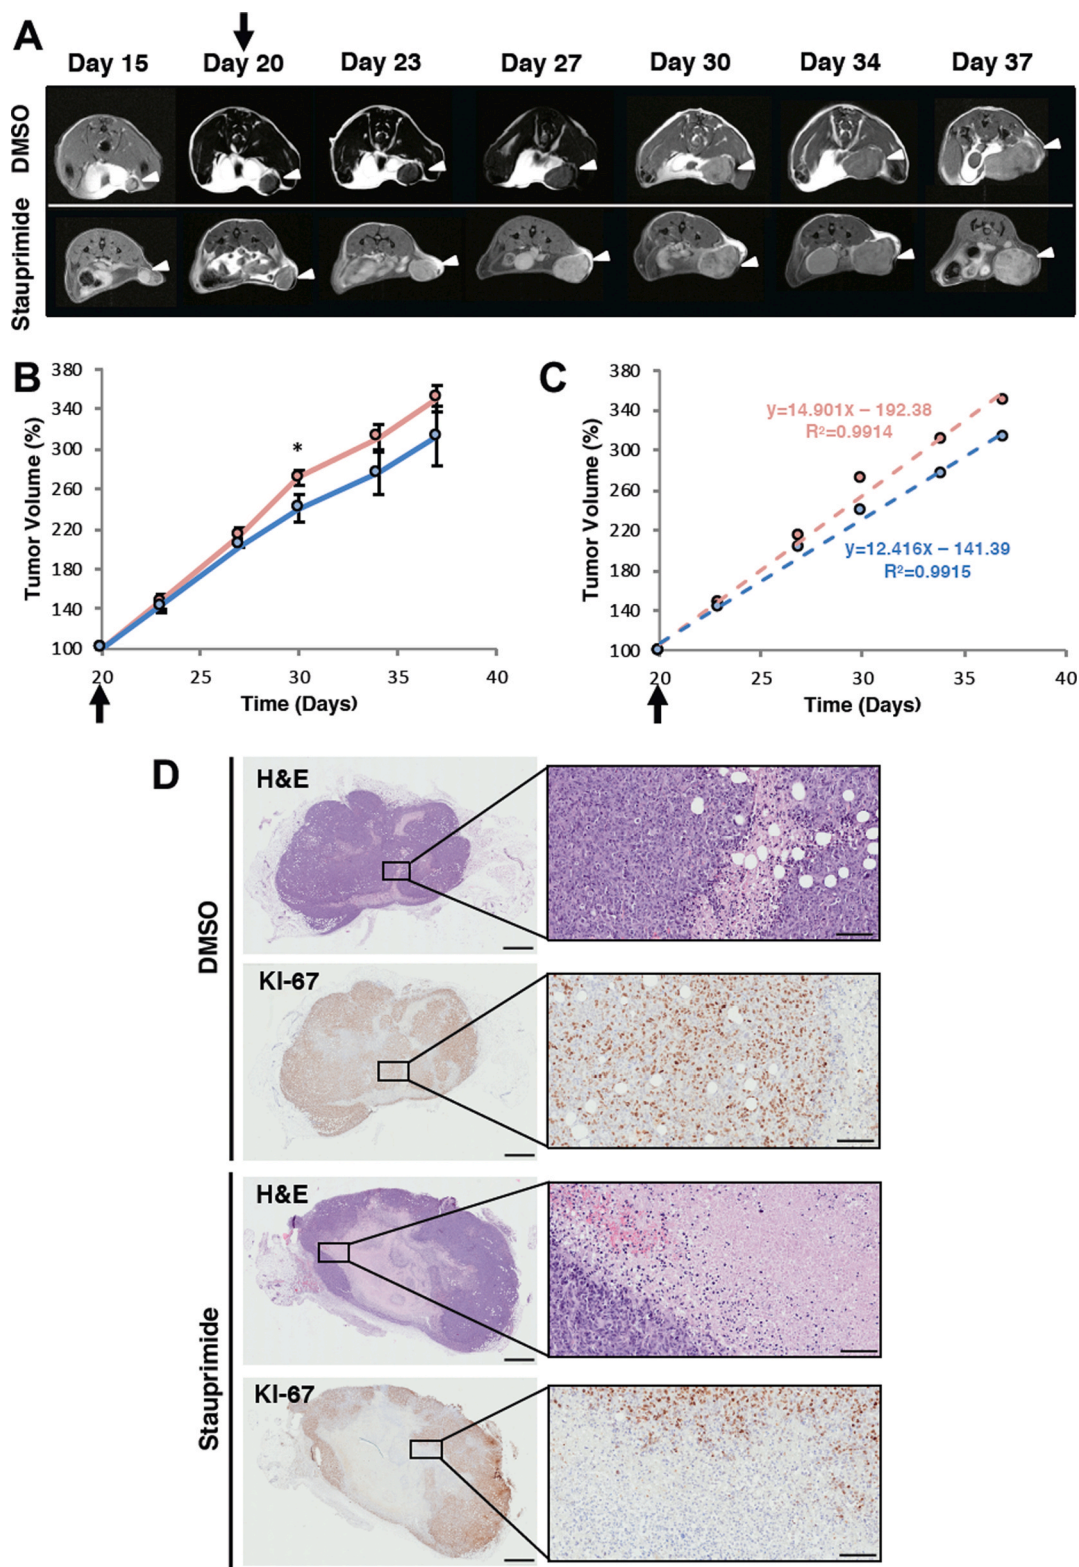 A
Day 15 Day 20 Day 23 Day 27 Day 30 Day 34 Day 37
DMSO
Stauprimide
B
Tumor Volume (%)
380
340
300
260
220
180
140
100
*
20 25 30 35 40
Time (Days)
C
Tumor Volume (%)
380
340
300
260
220
180
140
100
y=14.901x – 192.38
R²=0.9914
y=12.416x – 141.39
R²=0.9915
20 25 30 35 40
Time (Days)
D
DMSO
H&E
KI-67
Stauprimide
H&E
KI-67